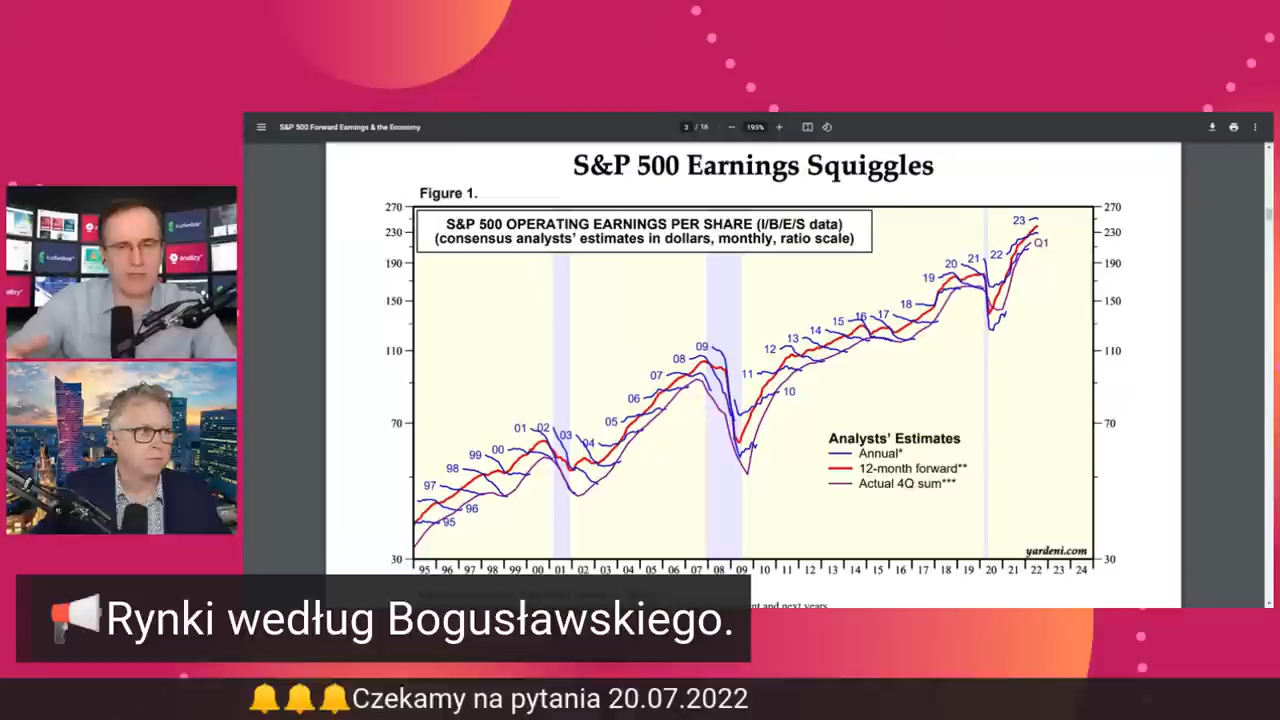 S&P 500 Forward Earnings & the Economy
3 / 16
195%
S&P 500 Earnings Squiggles
Figure 1.
S&P 500 OPERATING EARNINGS PER SHARE (I/B/E/S data)
(consensus analysts' estimates in dollars, monthly, ratio scale)
270
230
190
150
110
70
30
270
230
190
150
110
70
30
95
96
97
98
99
00
01
02
03
04
05
06
07
08
09
10
11
12
13
14
15
16
17
18
19
20
21
22
23
Q1
Analysts' Estimates
Annual*
12-month forward**
Actual 4Q sum***
yardeni.com
95 96 97 98 99 00 01 02 03 04 05 06 07 08 09 10 11 12 13 14 15 16 17 18 19 20 21 22 23 24
nt and next years
analizy
Rynki według Bogusławskiego.
Czekamy na pytania 20.07.2022